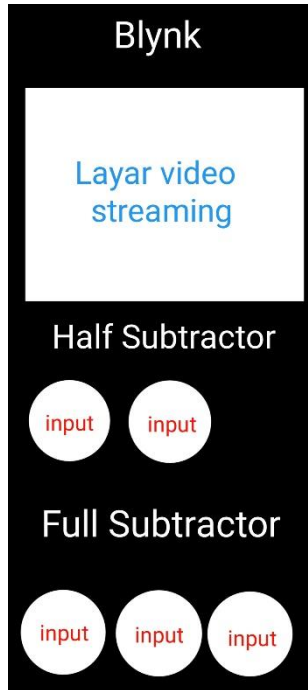 Blynk
Layar video
streaming
Half Subtractor
input input
Full Subtractor
input input input